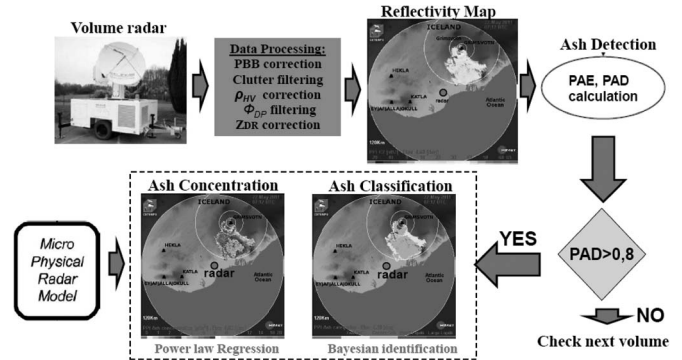 Volume radar
Data Processing:
PBB correction
Clutter filtering
ρHV correction
ΦDP filtering
ZDR correction
Reflectivity Map
ICELAND
HEKLA
KATLA
EYJAFJALLAJOKULL
radar
Atlantic
Ocean
120Km
Ash Detection
PAE, PAD
calculation
PAD>0,8
YES
NO
Check next volume
Ash Classification
ICELAND
HEKLA
KATLA
EYJAFJALLAJOKULL
radar
Atlantic
Ocean
120Km
Bayesian identification
Ash Concentration
ICELAND
HEKLA
KATLA
EYJAFJALLAJOKULL
radar
Atlantic
Ocean
120Km
Power law Regression
Micro
Physical
Radar
Model